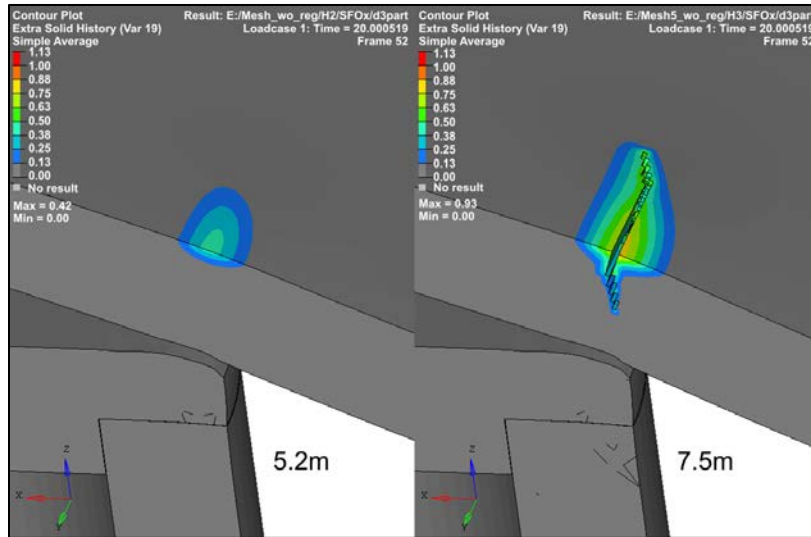 Contour Plot
Extra Solid History (Var 19)
Simple Average
Result: E:/Mesh_wo_reg/H2/SFOx/d3part
Loadcase 1: Time = 20.000519
Frame 52
1.13
1.00
0.88
0.75
0.63
0.50
0.38
0.25
0.13
0.00
No result
Max = 0.42
Min = 0.00
Z
X
Y
5.2m
Contour Plot
Extra Solid History (Var 19)
Simple Average
Result: E:/Mesh5_wo_reg/H3/SFOx/d3part
Loadcase 1: Time = 20.000519
Frame 52
1.13
1.00
0.88
0.75
0.63
0.50
0.38
0.25
0.13
0.00
No result
Max = 0.93
Min = 0.00
Z
X
Y
7.5m